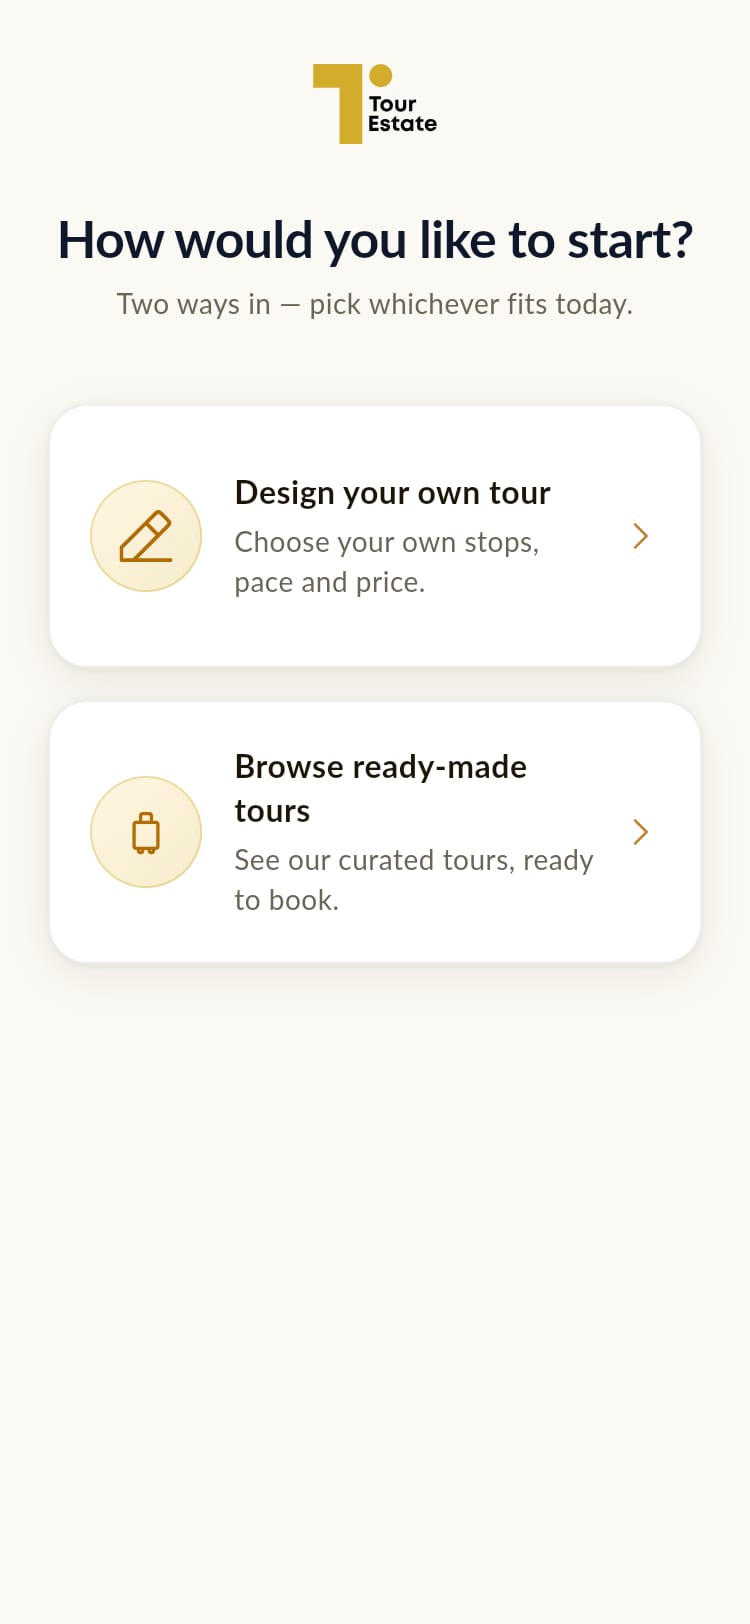 Tour
Estate
How would you like to start?
Two ways in — pick whichever fits today.
Design your own tour
Choose your own stops,
pace and price.
Browse ready-made
tours
See our curated tours, ready
to book.